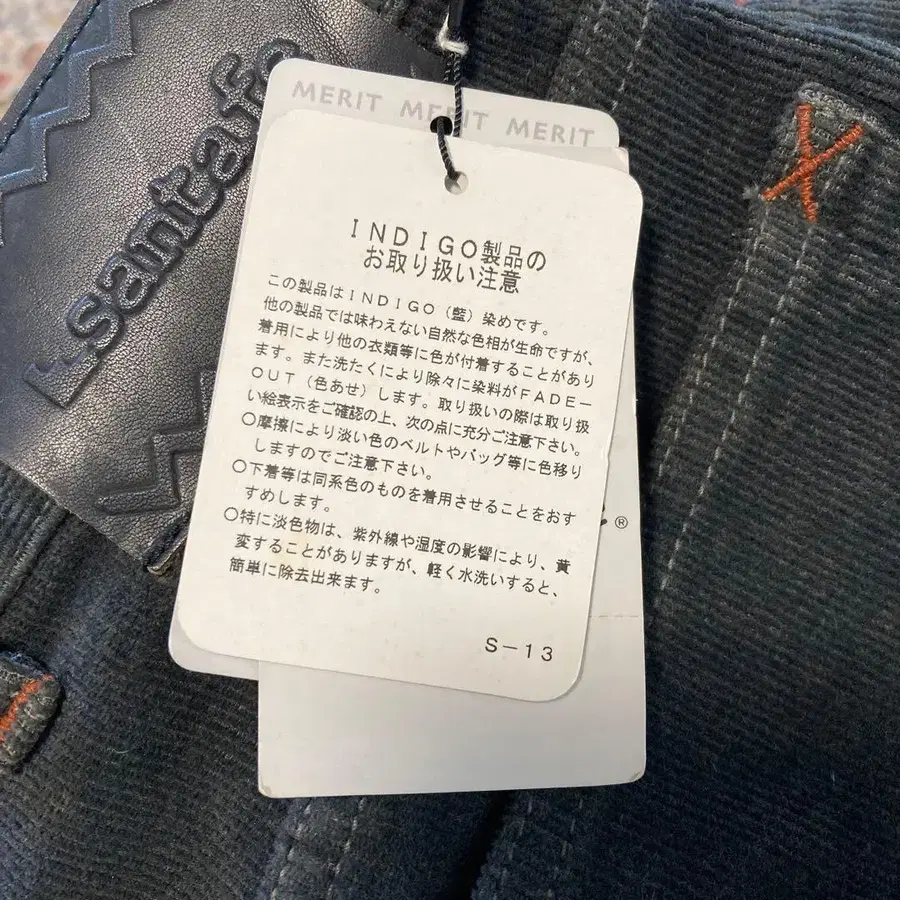 MERIT MERIT MERIT
santafe
INDIGO製品の
お取り扱い注意
この製品はINDIGO(藍)染めです。
他の製品では味わえない自然な色相が生命ですが、
着用により他の衣類等に色が付着することがあり
ます。また洗たくにより除々に染料がFADE-
OUT(色あせ)します。取り扱いの際は取り扱
い絵表示をご確認の上、次の点に充分ご注意下さい。
○摩擦により淡い色のベルトやバッグ等に色移り
しますのでご注意下さい。
○下着等は同系色のものを着用させることをおす
すめします。
○特に淡色物は、紫外線や湿度の影響により、黄
変することがありますが、軽く水洗いすると、
簡単に除去出来ます。
S-13
®